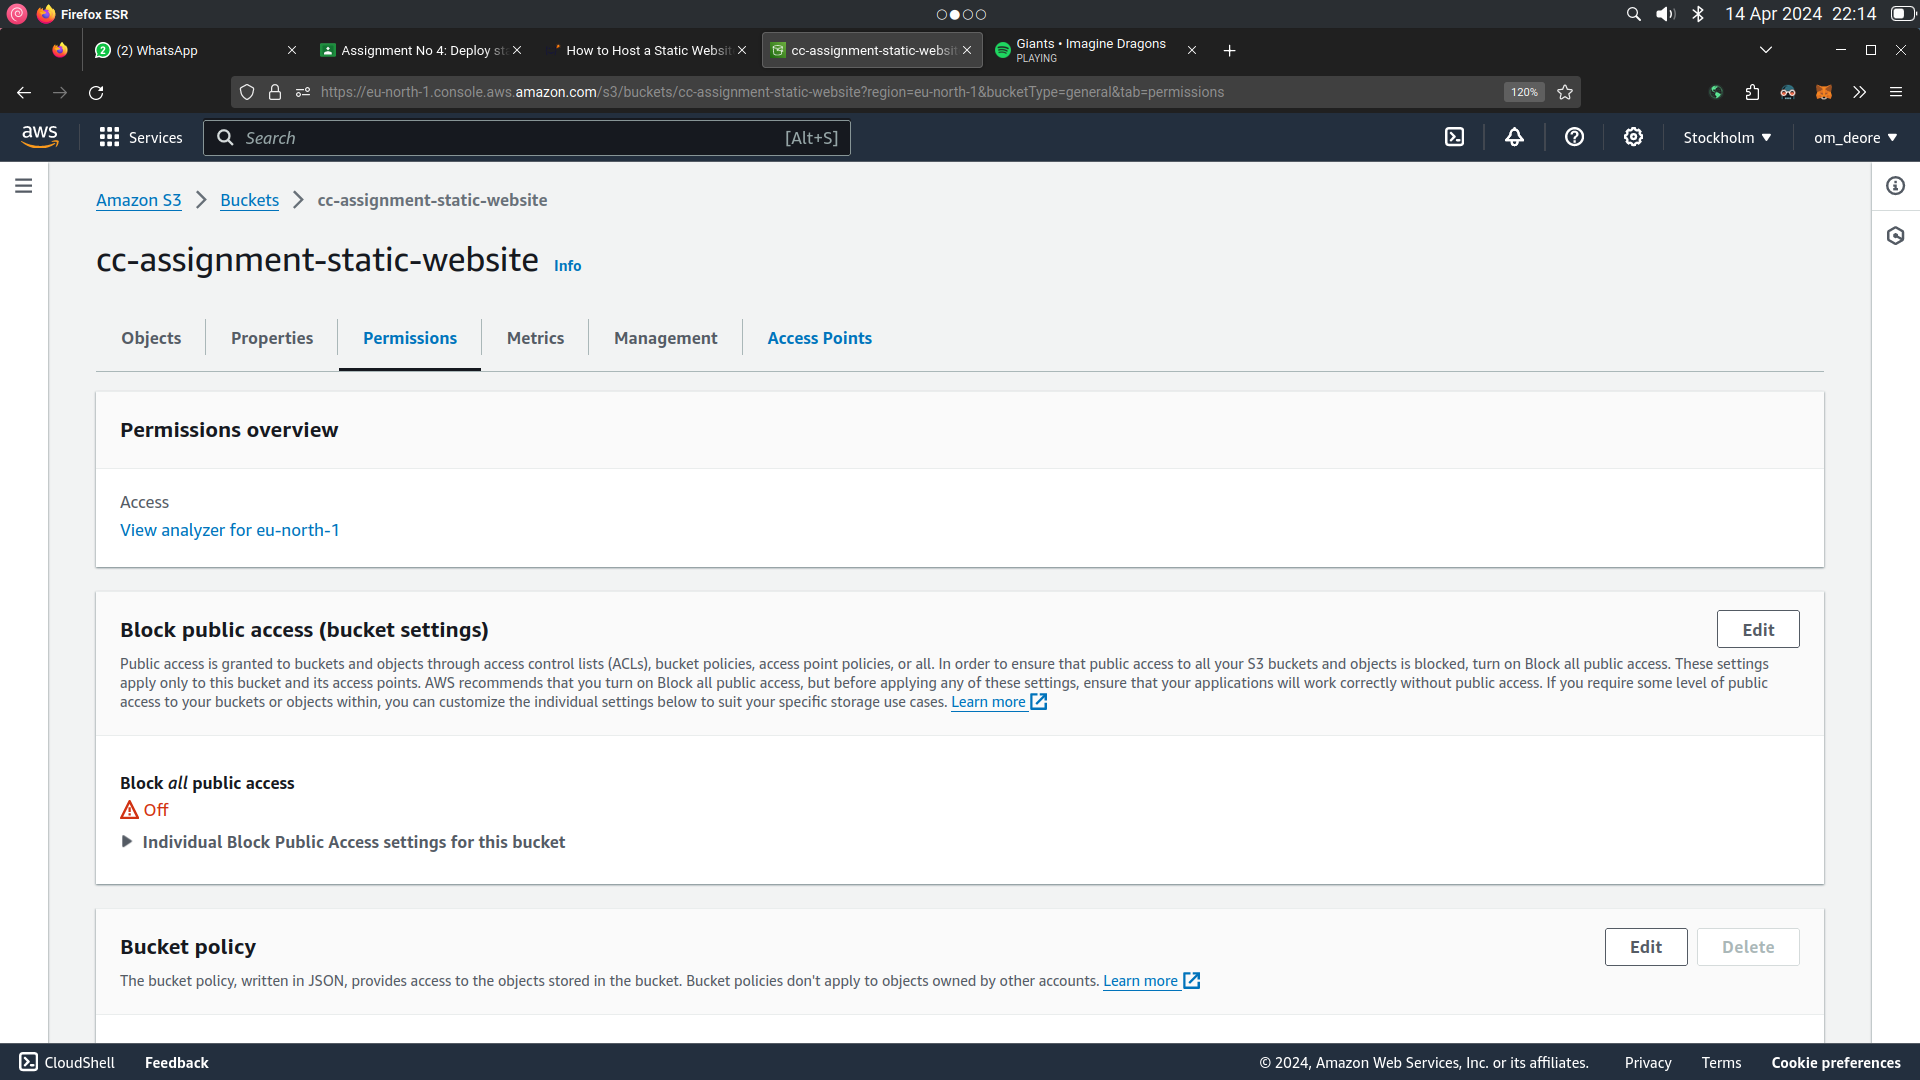 Firefox ESR
14 Apr 2024 22:14
(2) WhatsApp
Assignment No 4: Deploy st
How to Host a Static Websit
cc-assignment-static-websit
Giants • Imagine Dragons
PLAYING
https://eu-north-1.console.aws.amazon.com/s3/buckets/cc-assignment-static-website?region=eu-north-1&bucketType=general&tab=permissions
120%
aws
Services
Search
[Alt+S]
Stockholm
om_deore
Amazon S3 > Buckets > cc-assignment-static-website
cc-assignment-static-website Info
Objects
Properties
Permissions
Metrics
Management
Access Points
Permissions overview
Access
View analyzer for eu-north-1
Block public access (bucket settings)
Edit
Public access is granted to buckets and objects through access control lists (ACLs), bucket policies, access point policies, or all. In order to ensure that public access to all your S3 buckets and objects is blocked, turn on Block all public access. These settings
apply only to this bucket and its access points. AWS recommends that you turn on Block all public access, but before applying any of these settings, ensure that your applications will work correctly without public access. If you require some level of public
access to your buckets or objects within, you can customize the individual settings below to suit your specific storage use cases. Learn more
Block all public access
Off
Individual Block Public Access settings for this bucket
Bucket policy
Edit
Delete
The bucket policy, written in JSON, provides access to the objects stored in the bucket. Bucket policies don't apply to objects owned by other accounts. Learn more
CloudShell
Feedback
© 2024, Amazon Web Services, Inc. or its affiliates.
Privacy
Terms
Cookie preferences